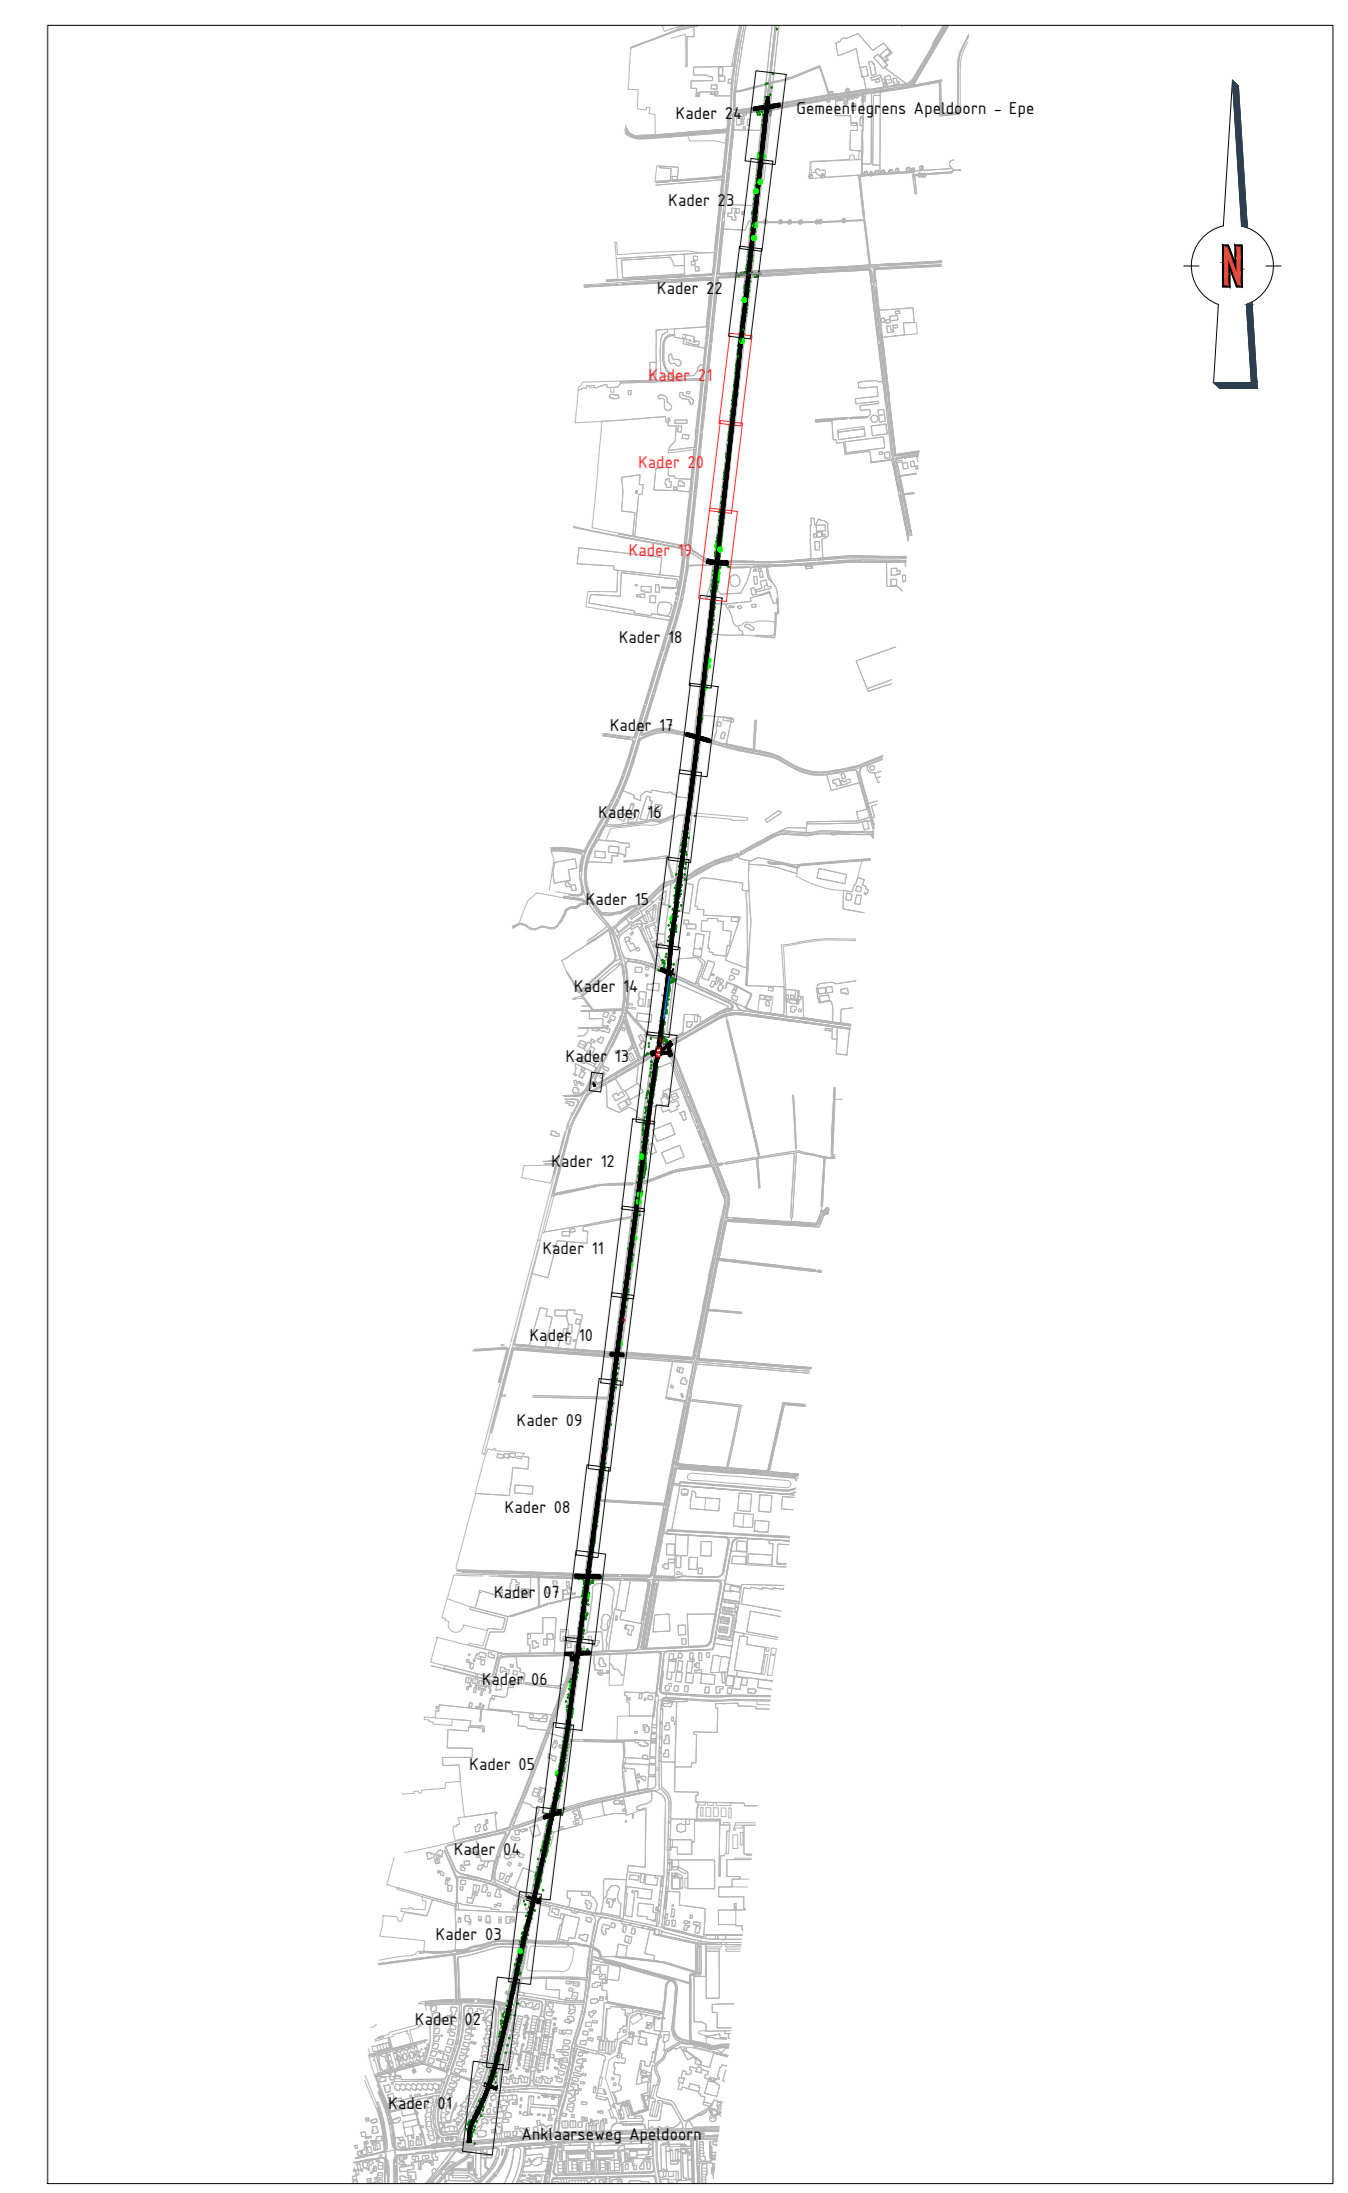 Kader 24
Gemeentegrens Apeldoorn - Epe
Kader 23
N
Kader 22
Kader 21
Kader 20
Kader 19
Kader 18
Kader 17
Kader 16
Kader 15
Kader 14
Kader 13
Kader 12
Kader 11
Kader 10
Kader 09
Kader 08
Kader 07
Kader 06
Kader 05
Kader 04
Kader 03
Kader 02
Kader 01
Anklaarseweg Apeldoorn